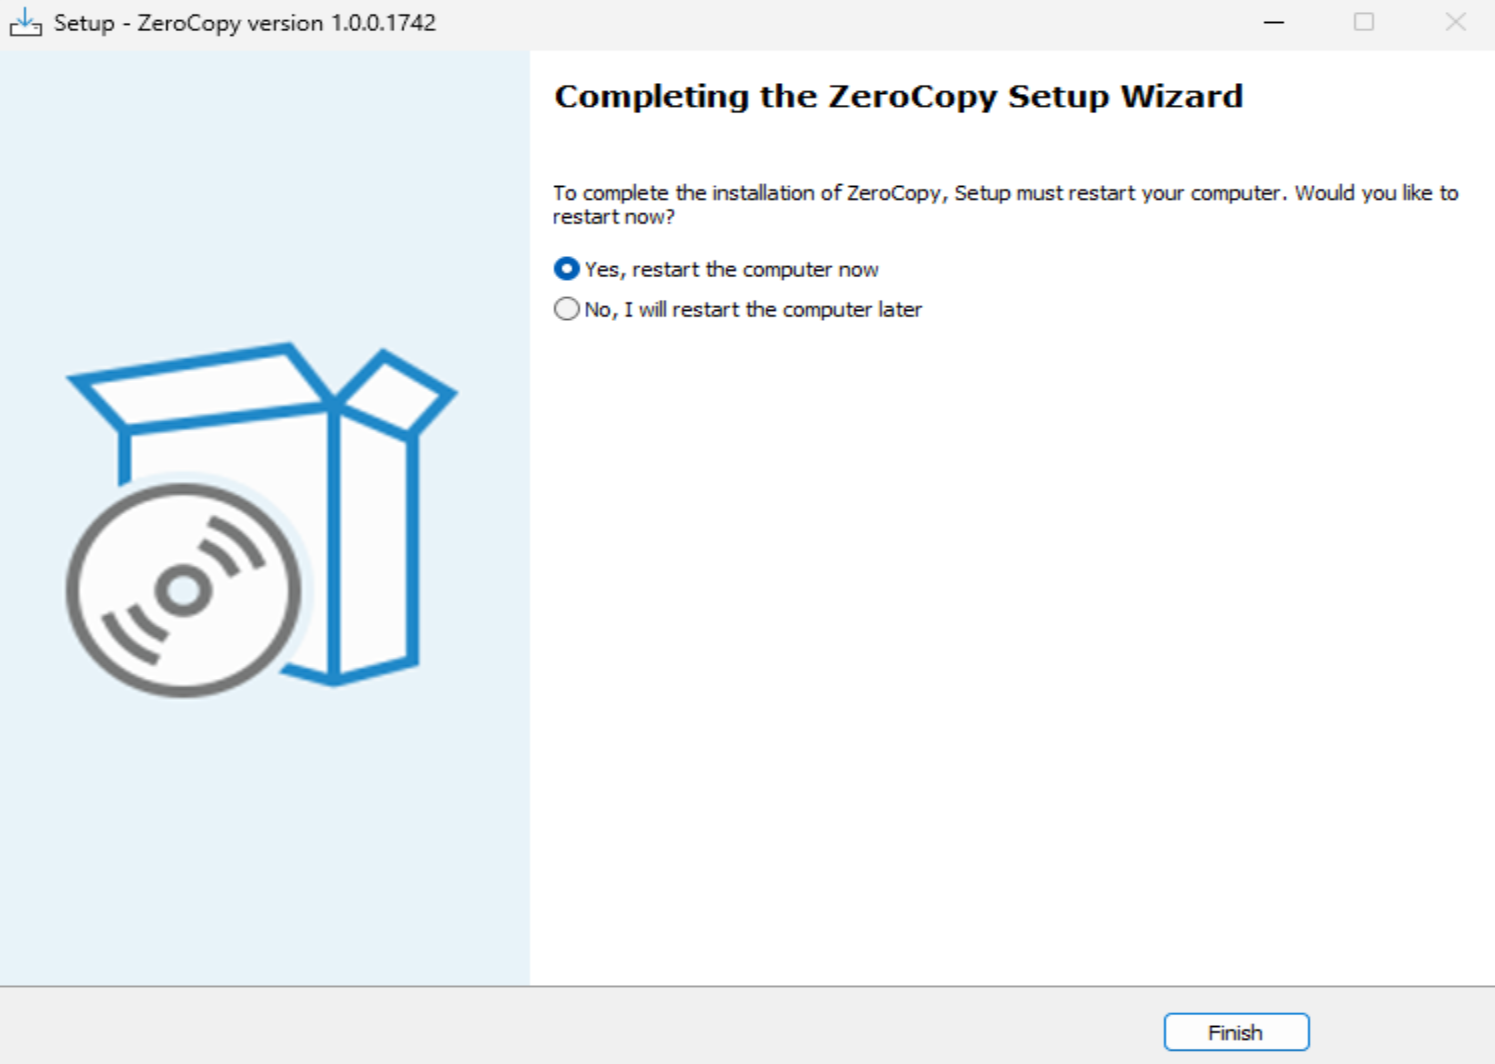 Setup - ZeroCopy version 1.0.0.1742
Completing the ZeroCopy Setup Wizard
To complete the installation of ZeroCopy, Setup must restart your computer. Would you like to
restart now?
Yes, restart the computer now
No, I will restart the computer later
Finish